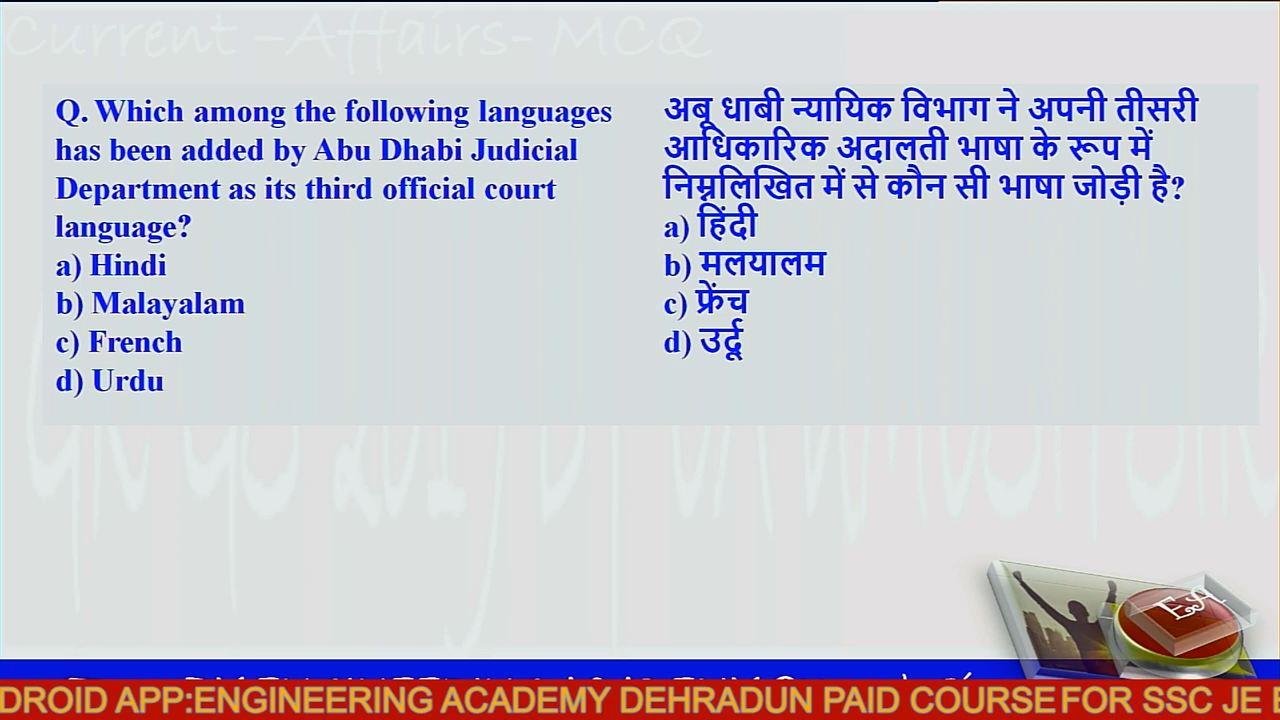 Current -Affairs- MCQ
Q. Which among the following languages
has been added by Abu Dhabi Judicial
Department as its third official court
language?
a) Hindi
b) Malayalam
c) French
d) Urdu
अबू धाबी न्यायिक विभाग ने अपनी तीसरी
आधिकारिक अदालती भाषा के रूप में
निम्नलिखित में से कौन सी भाषा जोड़ी है?
a) हिंदी
b) मलयालम
c) फ्रेंच
d) उर्दू
EA
DROID APP:ENGINEERING ACADEMY DEHRADUN PAID COURSE FOR SSC JE